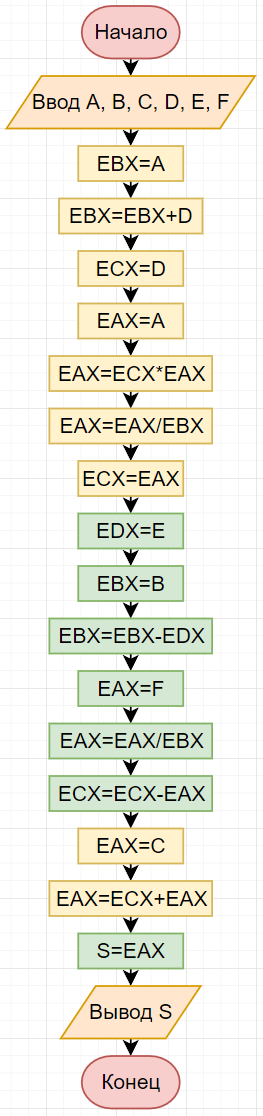 Начало
Ввод A, B, C, D, E, F
EBX=A
EBX=EBX+D
ECX=D
EAX=A
EAX=ECX*EAX
EAX=EAX/EBX
ECX=EAX
EDX=E
EBX=B
EBX=EBX-EDX
EAX=F
EAX=EAX/EBX
ECX=ECX-EAX
EAX=C
EAX=ECX+EAX
S=EAX
Вывод S
Конец